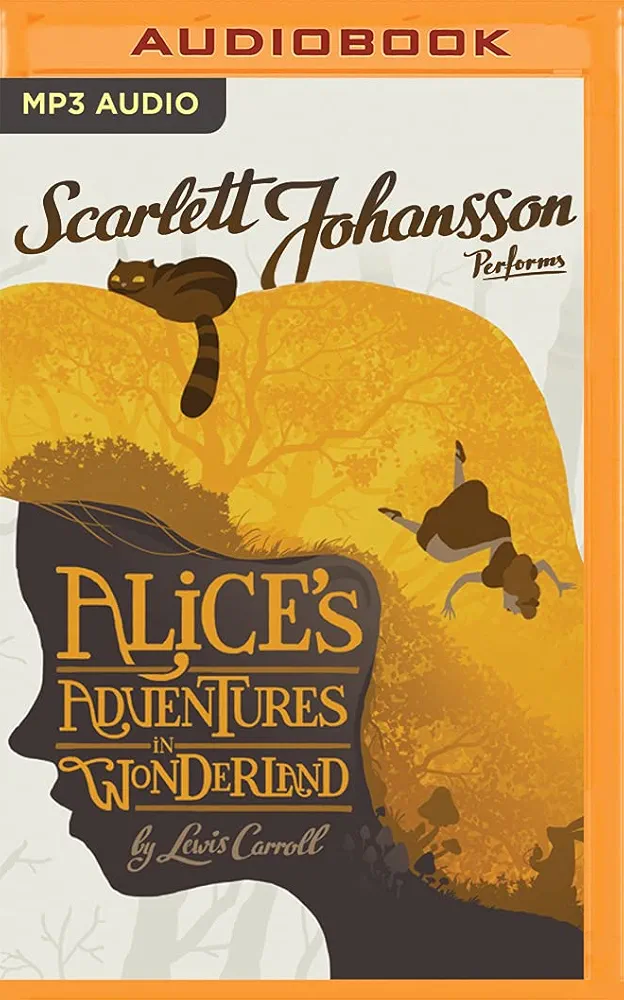 AUDIOBOOK
MP3 AUDIO
Scarlett Johansson
Performs
ALiCE'S
ADVENTURES
IN
WONDERLAND
by Lewis Carroll